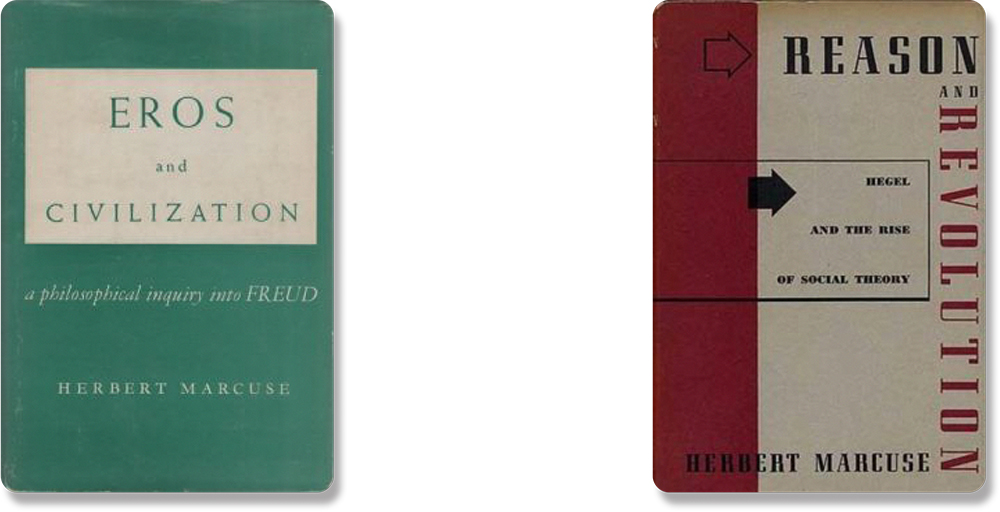 EROS
and
CIVILIZATION
a philosophical inquiry into FREUD
HERBERT MARCUSE
REASON
AND
REVOLUTION
HEGEL
AND THE RISE
OF SOCIAL THEORY
HERBERT MARCUSE